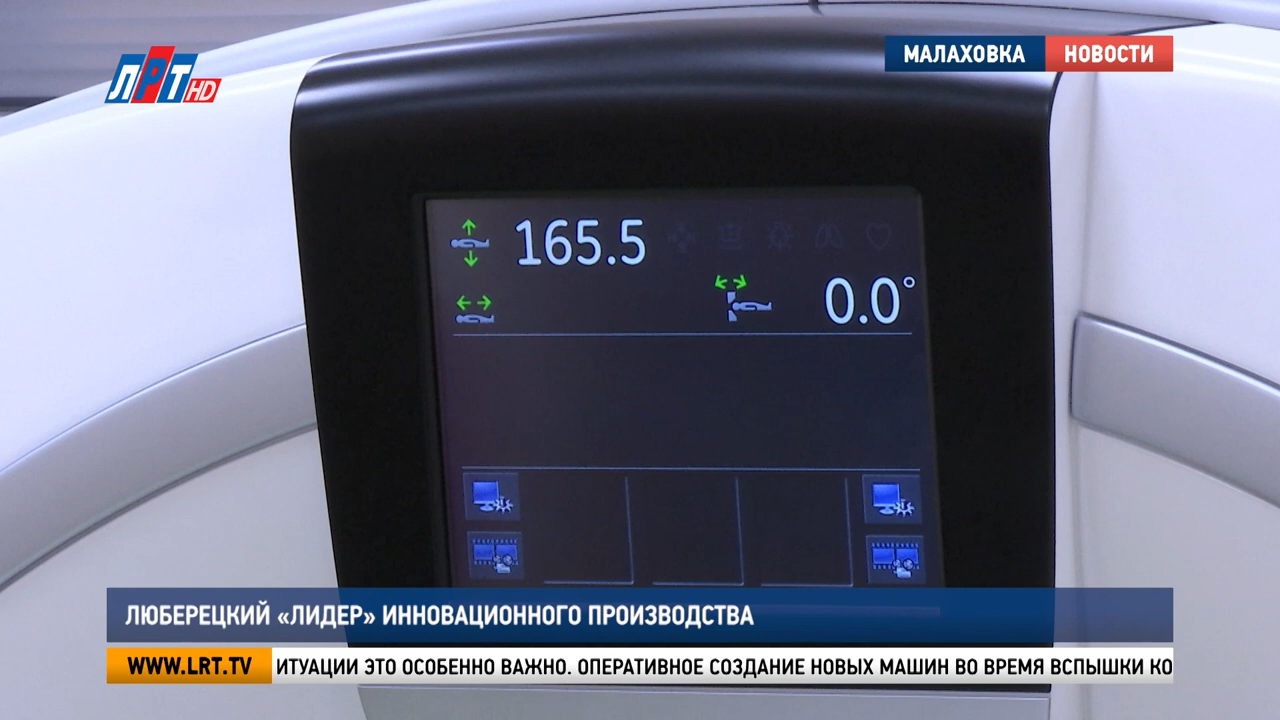 ЛРТ HD
МАЛАХОВКА НОВОСТИ
165.5
0.0°
ЛЮБЕРЕЦКИЙ «ЛИДЕР» ИННОВАЦИОННОГО ПРОИЗВОДСТВА
WWW.LRT.TV ИТУАЦИИ ЭТО ОСОБЕННО ВАЖНО. ОПЕРАТИВНОЕ СОЗДАНИЕ НОВЫХ МАШИН ВО ВРЕМЯ ВСПЫШКИ КО